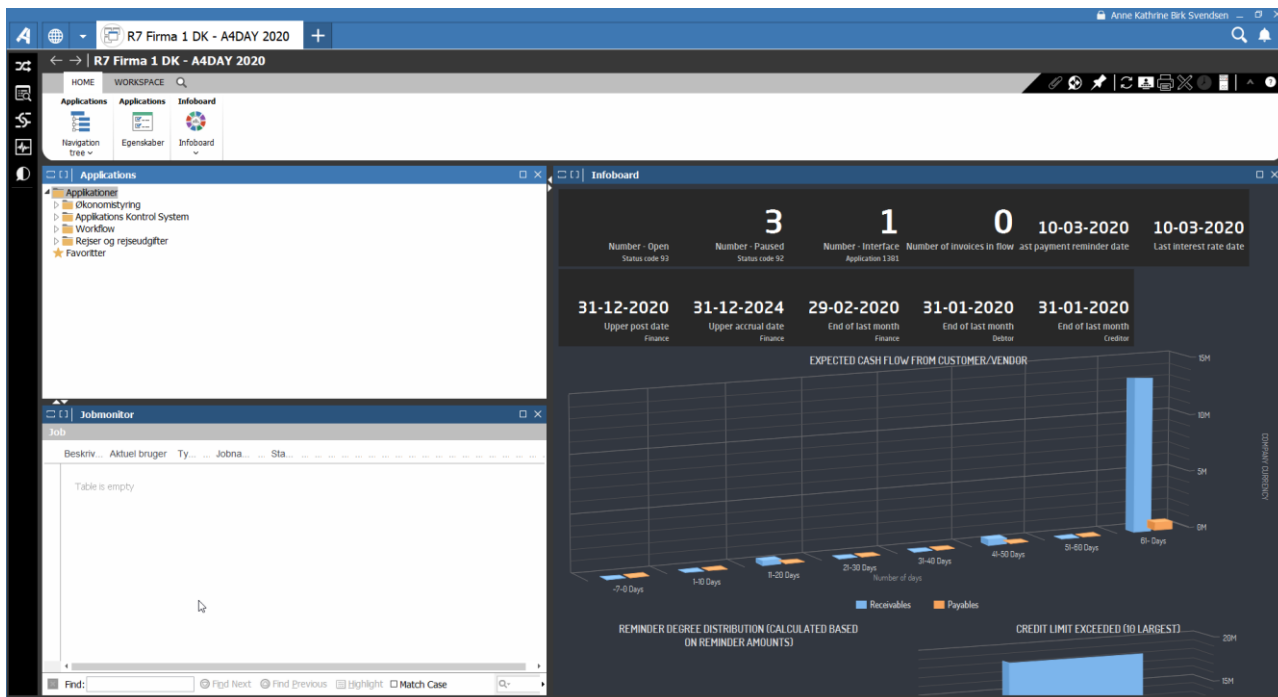 Anne Kathrine Birk Svendsen
R7 Firma 1 DK - A4DAY 2020
R7 Firma 1 DK - A4DAY 2020
HOME WORKSPACE
Applications Applications Infoboard
Navigation tree Egenskaber Infoboard
Applications
Applikationer
Økonomistyring
Applikations Kontrol System
Workflow
Rejser og rejseudgifter
Favoritter
Jobmonitor
Job
Beskriv... Aktuel bruger Ty... ... Jobna... ... Sta... ... ... ... ... ... ... ... ... ... ... ... ... ... ... ...
Table is empty
Find: Find Next Find Previous Highlight Match Case
Infoboard
3 1 0 10-03-2020 10-03-2020
Number - Open Number - Paused Number - Interface Number of invoices in flow ast payment reminder date Last interest rate date
Status code 93 Status code 92 Application 1381
31-12-2020 31-12-2024 29-02-2020 31-01-2020 31-01-2020
Upper post date Upper accrual date End of last month End of last month End of last month
Finance Finance Finance Debtor Creditor
EXPECTED CASH FLOW FROM CUSTOMER/VENDOR
15M
10M
5M
0M
COMPANY CURRENCY
-7-0 Days 1-10 Days 11-20 Days 21-30 Days 31-40 Days 41-50 Days 51-60 Days 61- Days
Number of days
Receivables Payables
REMINDER DEGREE DISTRIBUTION (CALCULATED BASED
ON REMINDER AMOUNTS)
CREDIT LIMIT EXCEEDED (10 LARGEST)
20M
15M